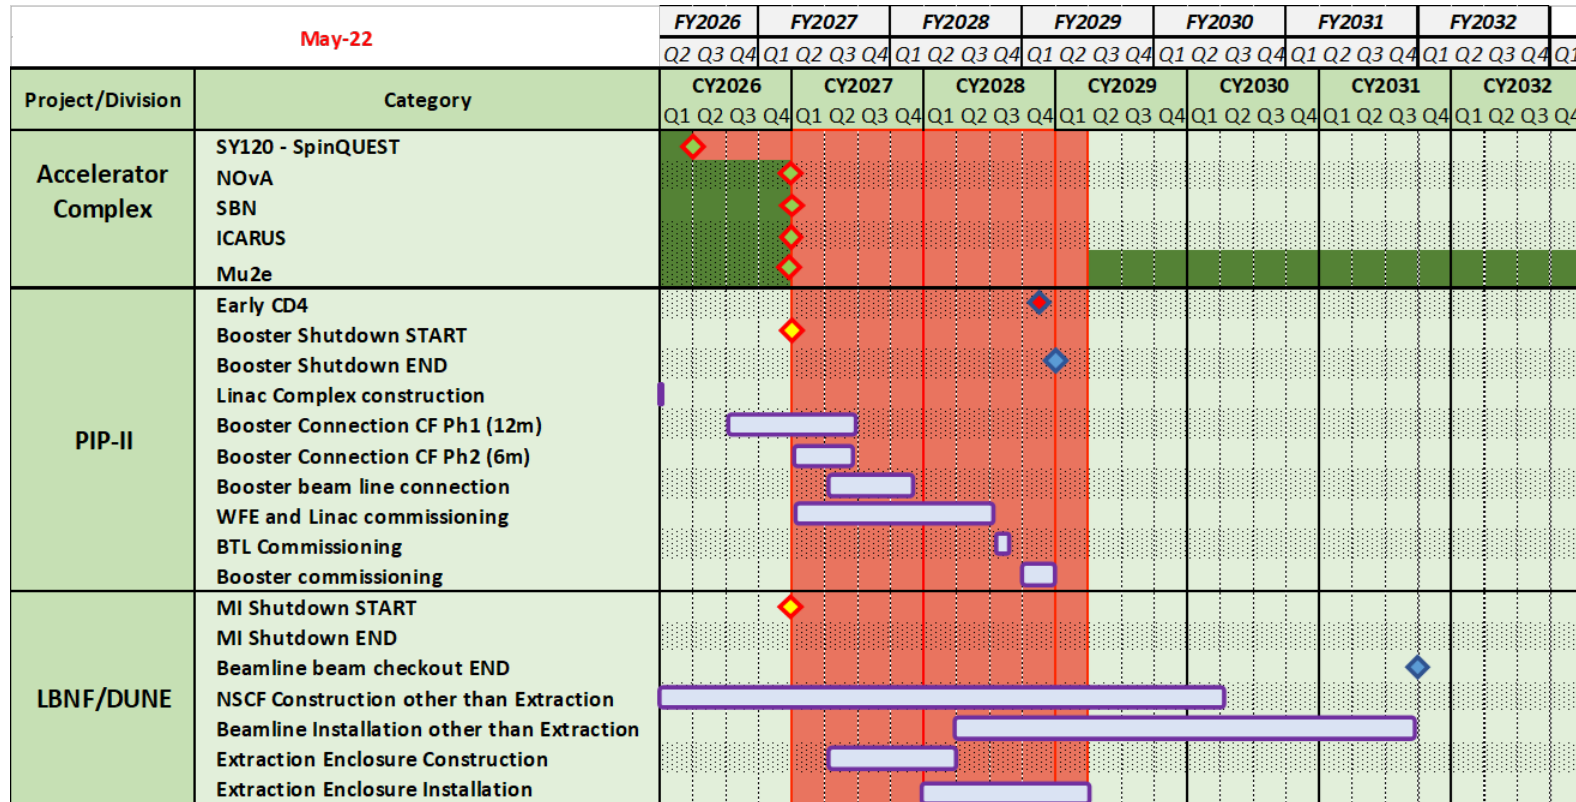 May-22
FY2026 FY2027 FY2028 FY2029 FY2030 FY2031 FY2032
Q2 Q3 Q4 Q1 Q2 Q3 Q4 Q1 Q2 Q3 Q4 Q1 Q2 Q3 Q4 Q1 Q2 Q3 Q4 Q1 Q2 Q3 Q4 Q1 Q2 Q3 Q4 Q1
Project/Division Category CY2026 CY2027 CY2028 CY2029 CY2030 CY2031 CY2032
Q1 Q2 Q3 Q4 Q1 Q2 Q3 Q4 Q1 Q2 Q3 Q4 Q1 Q2 Q3 Q4 Q1 Q2 Q3 Q4 Q1 Q2 Q3 Q4 Q1 Q2 Q3 Q4
Accelerator
Complex
SY120 - SpinQUEST
NOvA
SBN
ICARUS
Mu2e
PIP-II
Early CD4
Booster Shutdown START
Booster Shutdown END
Linac Complex construction
Booster Connection CF Ph1 (12m)
Booster Connection CF Ph2 (6m)
Booster beam line connection
WFE and Linac commissioning
BTL Commissioning
Booster commissioning
LBNF/DUNE
MI Shutdown START
MI Shutdown END
Beamline beam checkout END
NSCF Construction other than Extraction
Beamline Installation other than Extraction
Extraction Enclosure Construction
Extraction Enclosure Installation